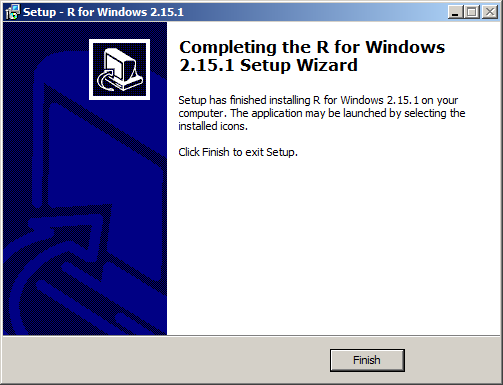 Setup - R for Windows 2.15.1
Completing the R for Windows
2.15.1 Setup Wizard
Setup has finished installing R for Windows 2.15.1 on your
computer. The application may be launched by selecting the
installed icons.
Click Finish to exit Setup.
Finish